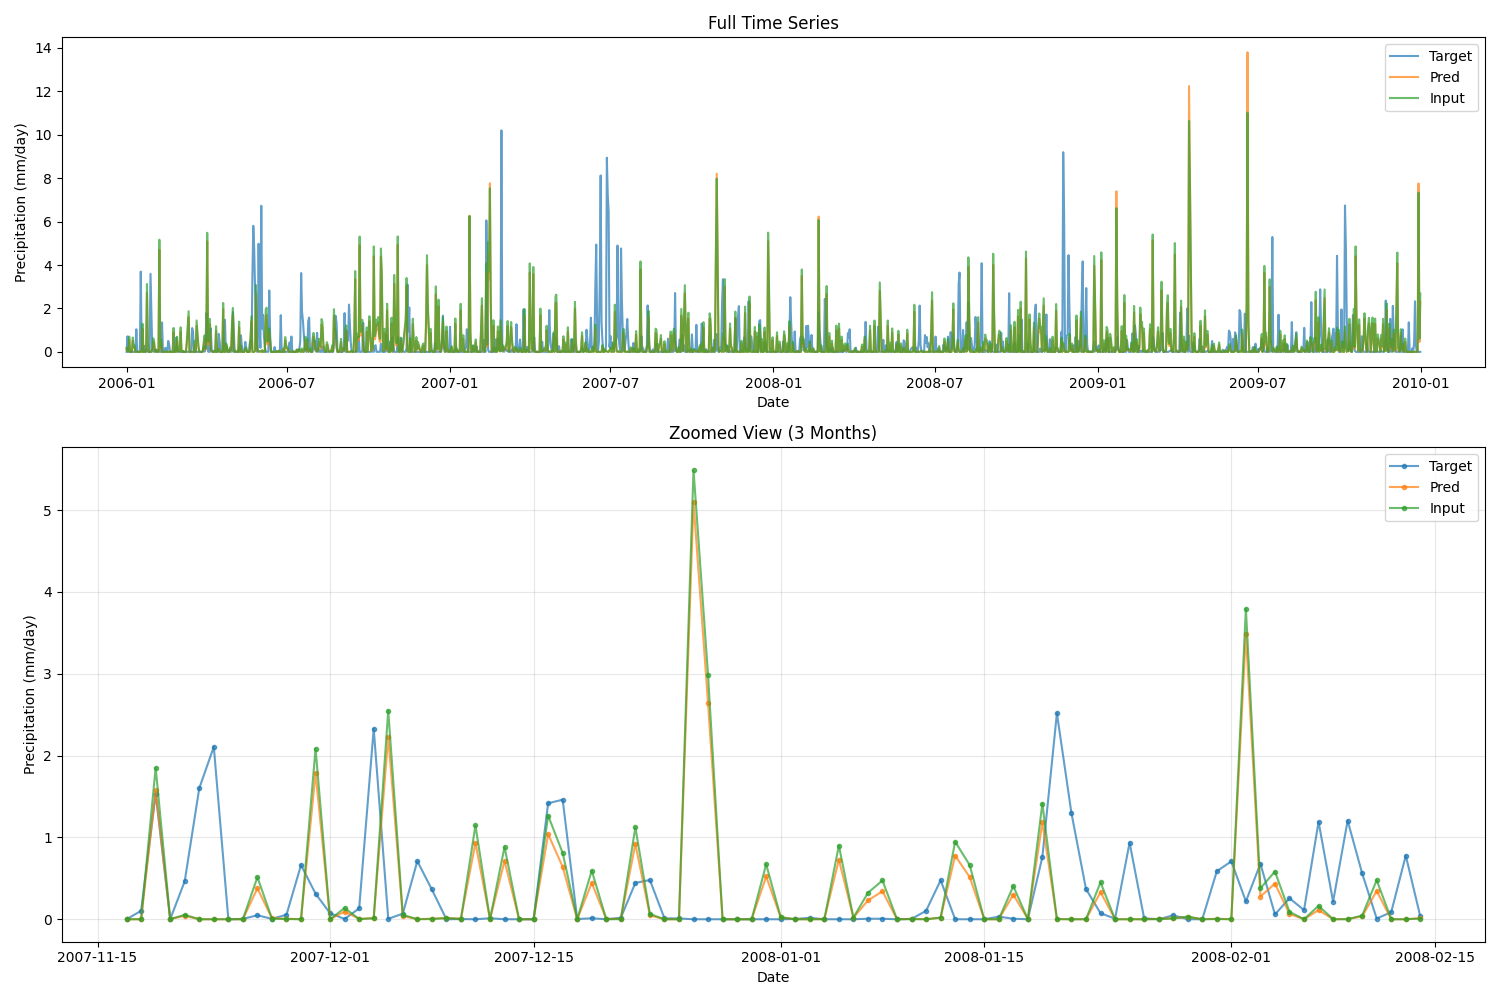 Full Time Series
Precipitation (mm/day)
14
12
10
8
6
4
2
0
Target
Pred
Input
2006-01
2006-07
2007-01
2007-07
2008-01
2008-07
2009-01
2009-07
2010-01
Date
Zoomed View (3 Months)
Precipitation (mm/day)
5
4
3
2
1
0
Target
Pred
Input
2007-11-15
2007-12-01
2007-12-15
2008-01-01
2008-01-15
2008-02-01
2008-02-15
Date